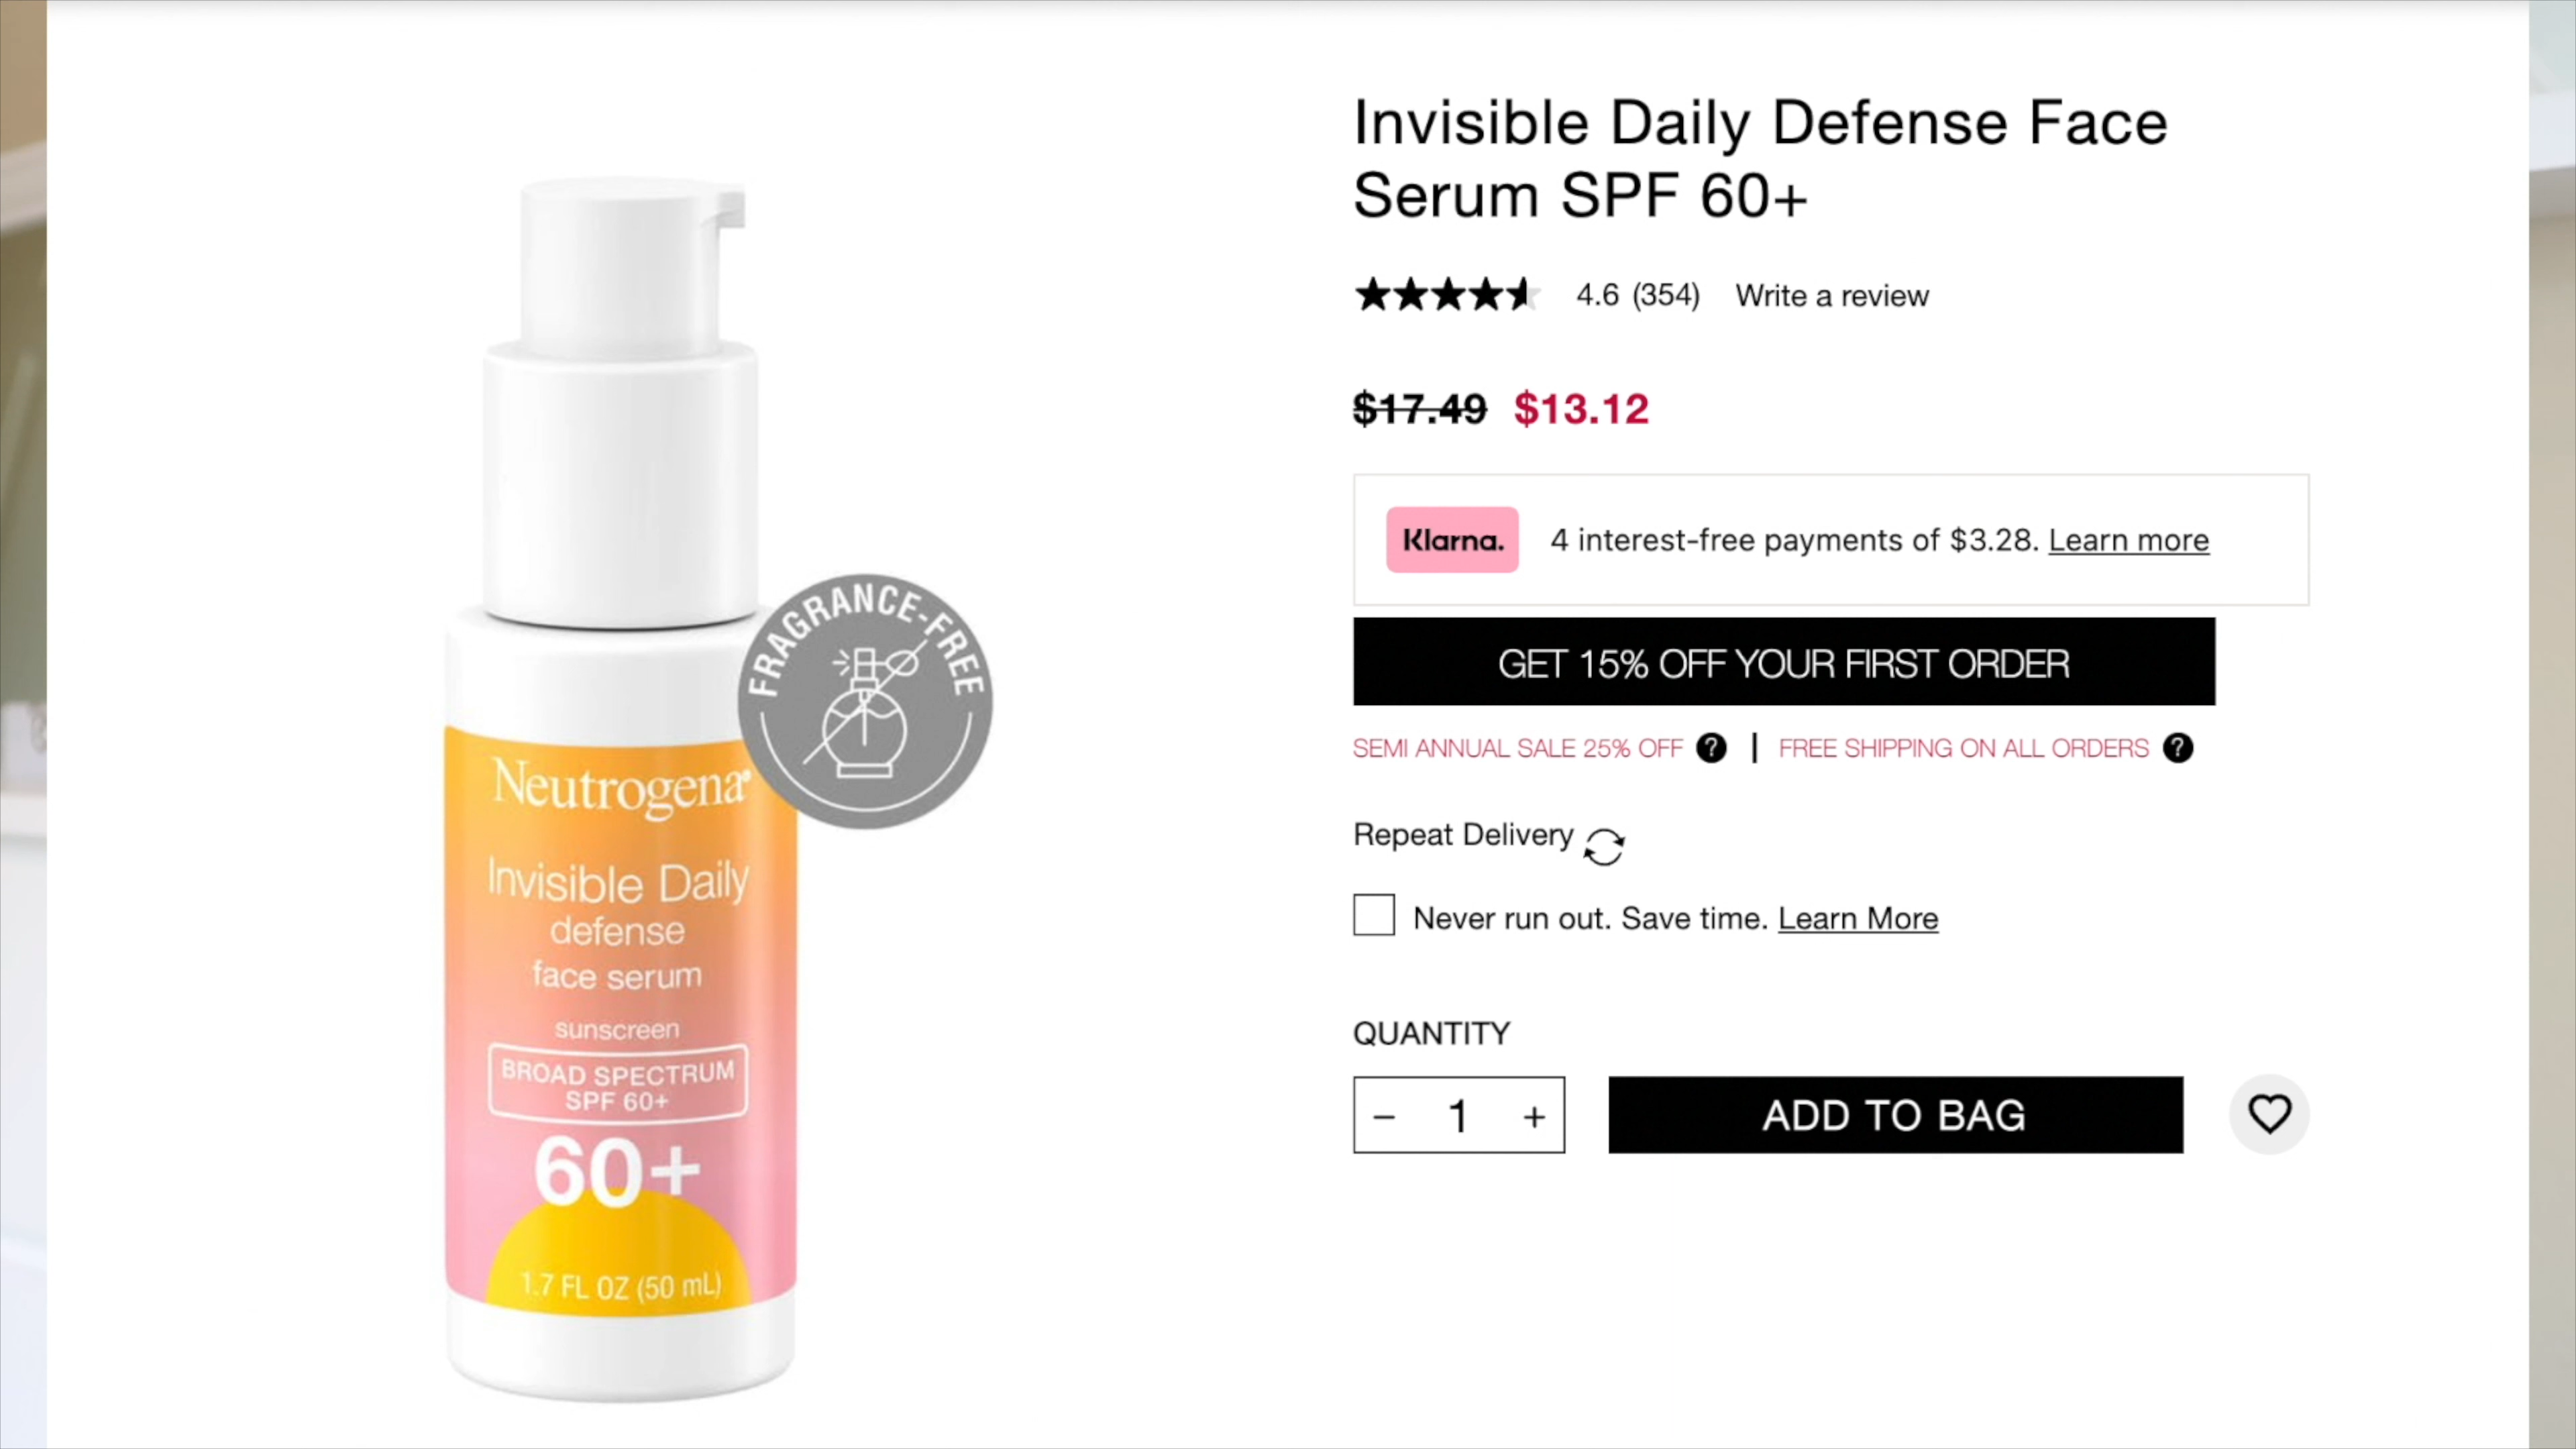 Invisible Daily Defense Face
Serum SPF 60+
4.6 (354) Write a review
$17.49 $13.12
Klarna. 4 interest-free payments of $3.28. Learn more
GET 15% OFF YOUR FIRST ORDER
SEMI ANNUAL SALE 25% OFF ? | FREE SHIPPING ON ALL ORDERS ?
Repeat Delivery
Never run out. Save time. Learn More
QUANTITY
− 1 + ADD TO BAG
FRAGRANCE-FREE
Neutrogena®
Invisible Daily
defense
face serum
sunscreen
BROAD SPECTRUM
SPF 60+
60+
1.7 FL OZ (50 mL)